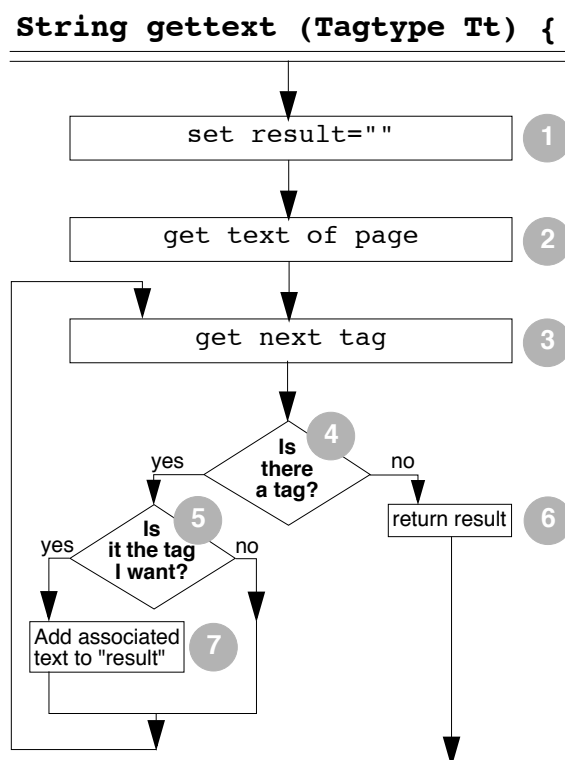 String gettext (Tagtype Tt) {
set result=""
1
get text of page
2
get next tag
3
4
Is
there
a tag?
yes
no
5
Is
it the tag
I want?
yes
no
return result
6
Add associated
text to "result"
7